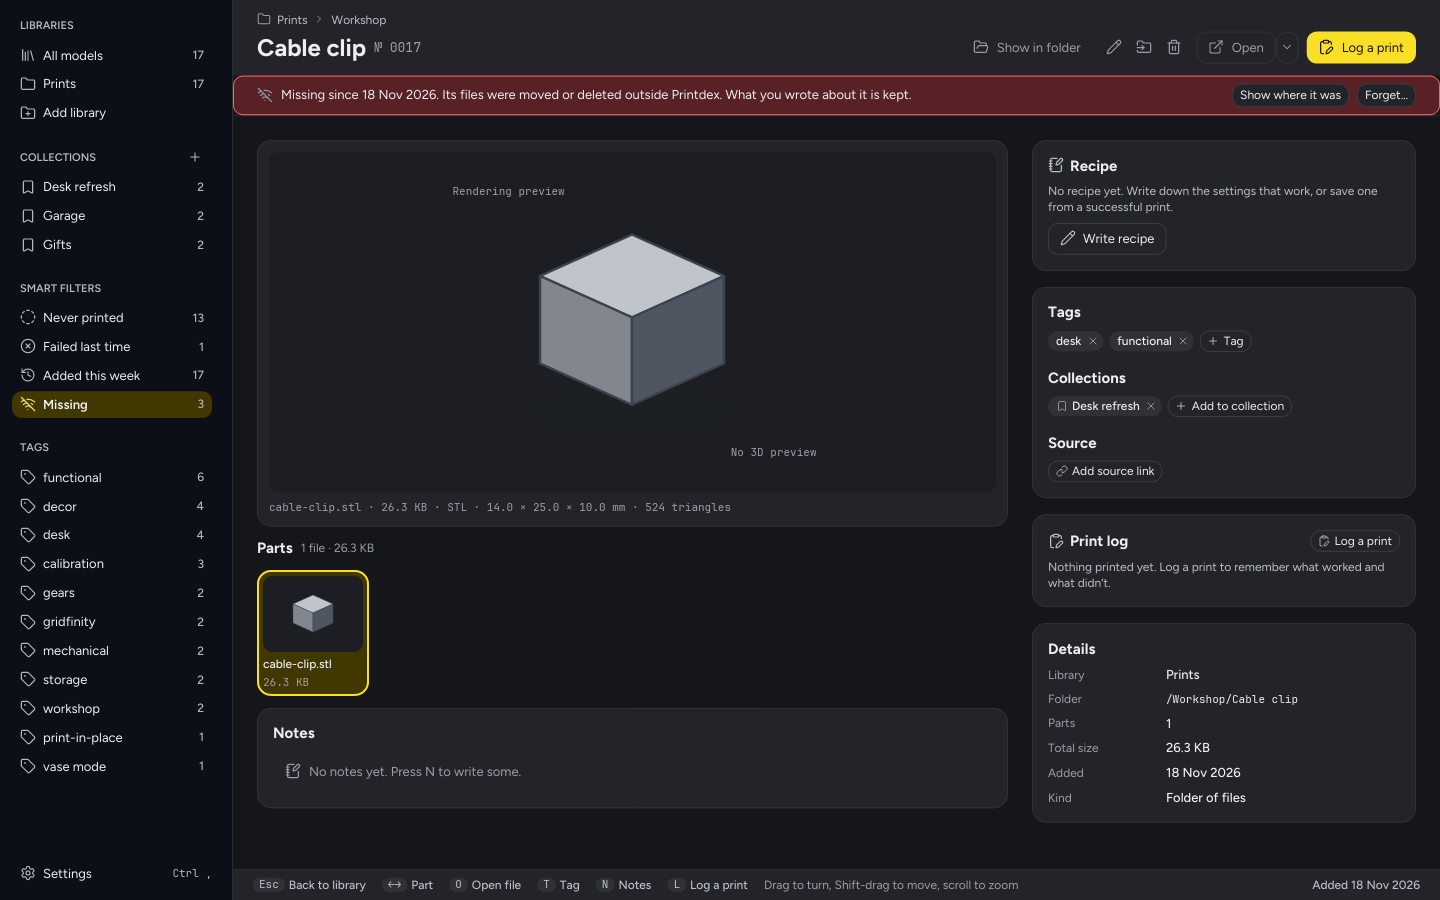 LIBRARIES
All models 17
Prints 17
Add library
COLLECTIONS
Desk refresh 2
Garage 2
Gifts 2
SMART FILTERS
Never printed 13
Failed last time 1
Added this week 17
Missing 3
TAGS
functional 6
decor 4
desk 4
calibration 3
gears 2
gridfinity 2
mechanical 2
storage 2
workshop 2
print-in-place 1
vase mode 1
Settings Ctrl ,
Prints Workshop
Cable clip № 0017
Show in folder
Open
Log a print
Missing since 18 Nov 2026. Its files were moved or deleted outside Printdex. What you wrote about it is kept.
Show where it was
Forget…
Rendering preview
No 3D preview
cable-clip.stl · 26.3 KB · STL · 14.0 × 25.0 × 10.0 mm · 524 triangles
Parts 1 file · 26.3 KB
cable-clip.stl
26.3 KB
Notes
No notes yet. Press N to write some.
Recipe
No recipe yet. Write down the settings that work, or save one
from a successful print.
Write recipe
Tags
desk functional Tag
Collections
Desk refresh Add to collection
Source
Add source link
Print log Log a print
Nothing printed yet. Log a print to remember what worked and
what didn't.
Details
Library Prints
Folder /Workshop/Cable clip
Parts 1
Total size 26.3 KB
Added 18 Nov 2026
Kind Folder of files
Esc Back to library ↔ Part O Open file T Tag N Notes L Log a print Drag to turn, Shift-drag to move, scroll to zoom Added 18 Nov 2026